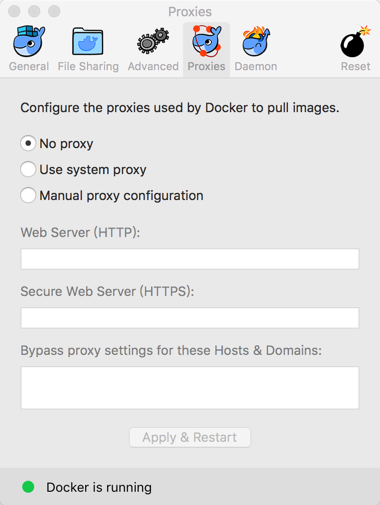 Proxies
General
File Sharing
Advanced
Proxies
Daemon
Reset
Configure the proxies used by Docker to pull images.
No proxy
Use system proxy
Manual proxy configuration
Web Server (HTTP):
Secure Web Server (HTTPS):
Bypass proxy settings for these Hosts & Domains:
Apply & Restart
Docker is running